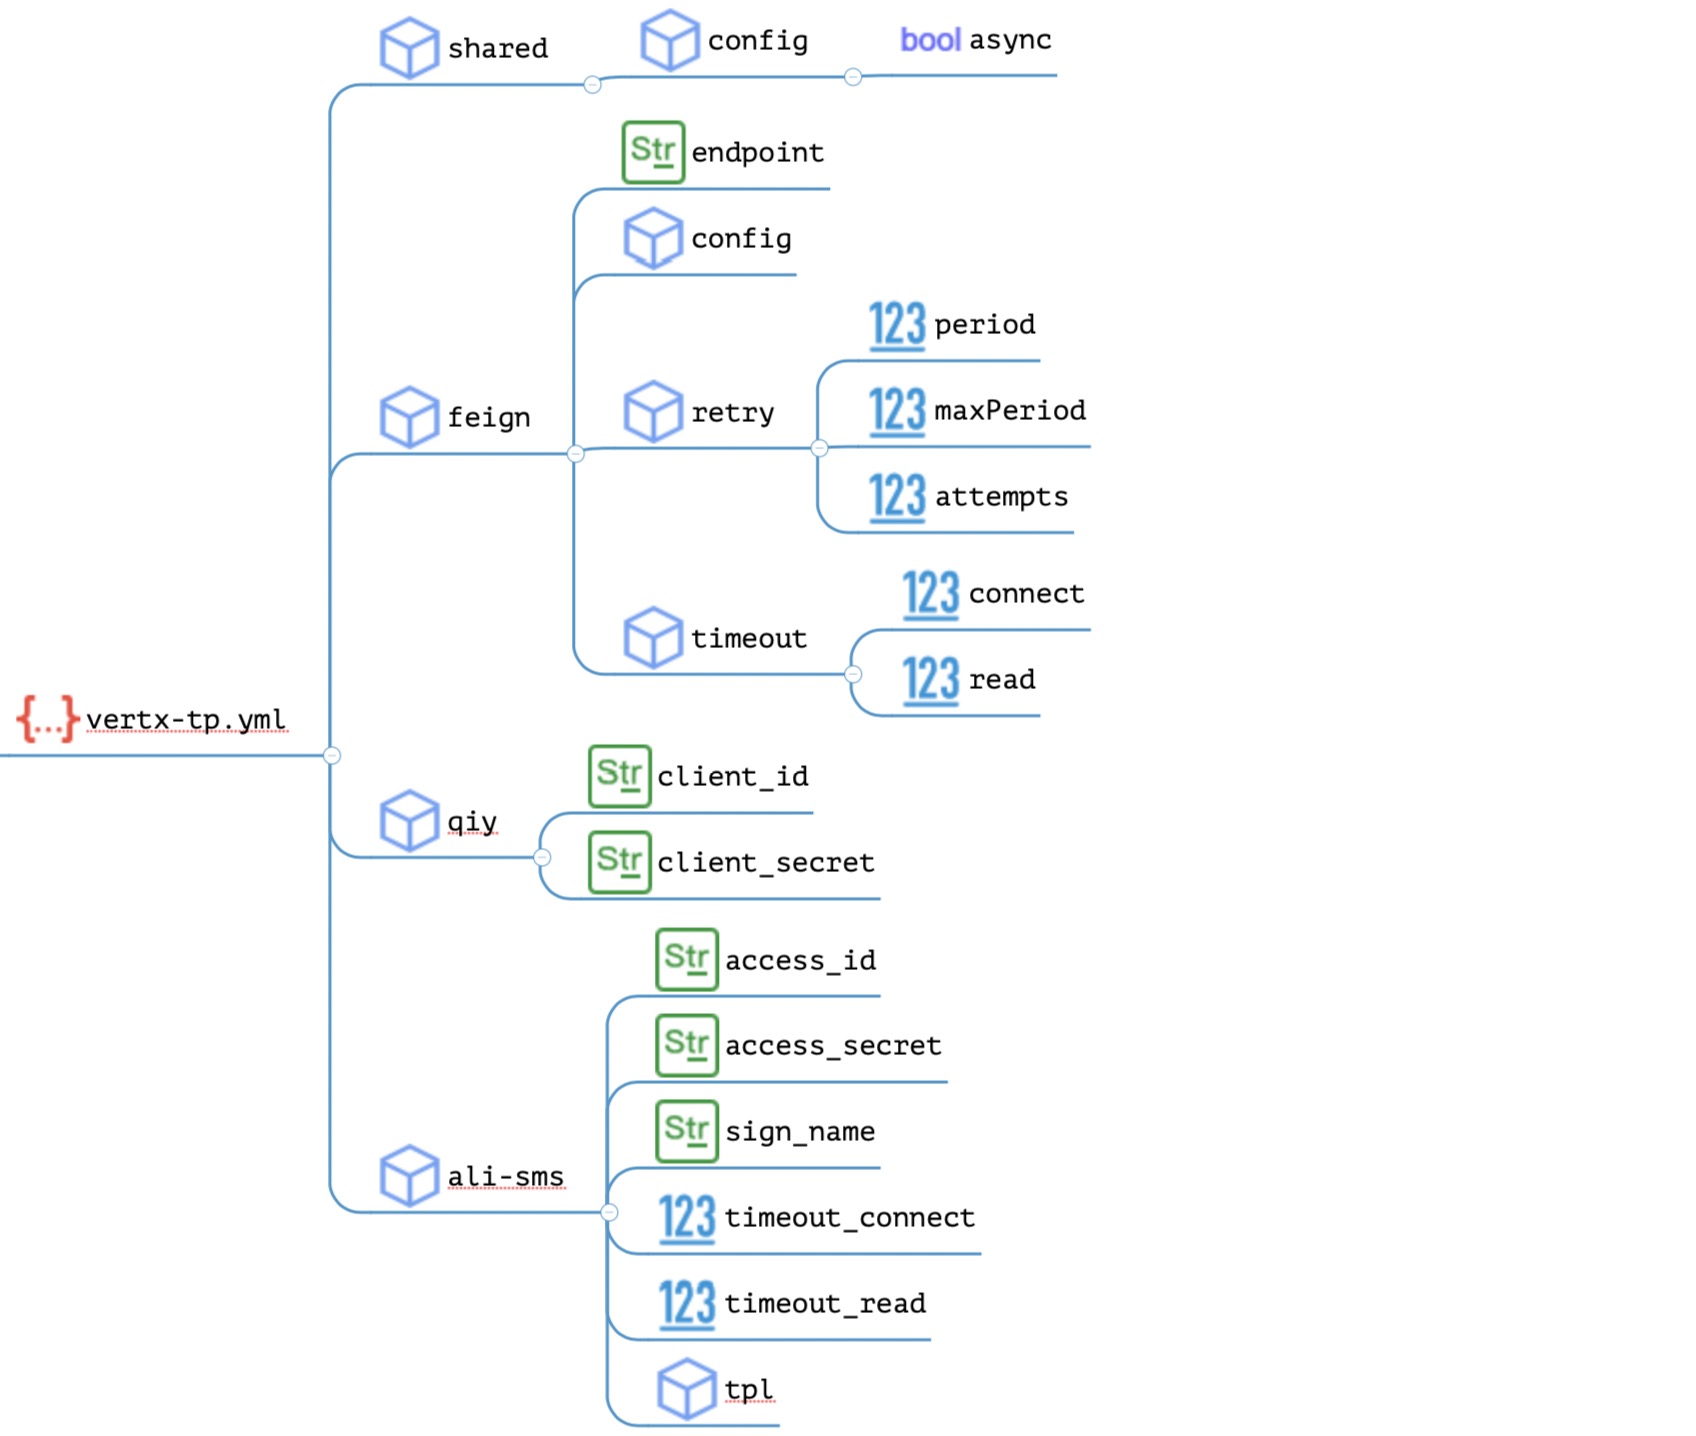 shared
config
bool async
Str endpoint
config
feign
retry
123 period
123 maxPeriod
123 attempts
timeout
123 connect
123 read
{...} vertx-tp.yml
qiy
Str client_id
Str client_secret
ali-sms
Str access_id
Str access_secret
Str sign_name
123 timeout_connect
123 timeout_read
tpl